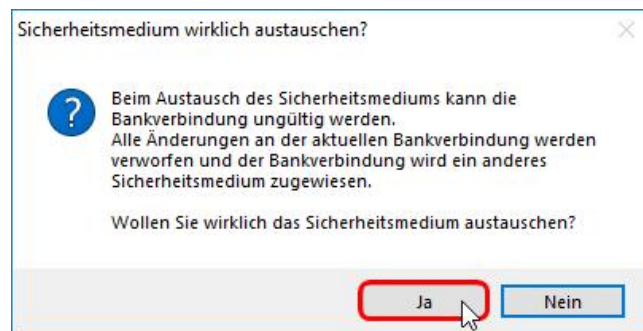 Sicherheitsmedium wirklich austauschen?
Beim Austausch des Sicherheitsmediums kann die
Bankverbindung ungültig werden.
Alle Änderungen an der aktuellen Bankverbindung werden
verworfen und der Bankverbindung wird ein anderes
Sicherheitsmedium zugewiesen.
Wollen Sie wirklich das Sicherheitsmedium austauschen?
Ja
Nein